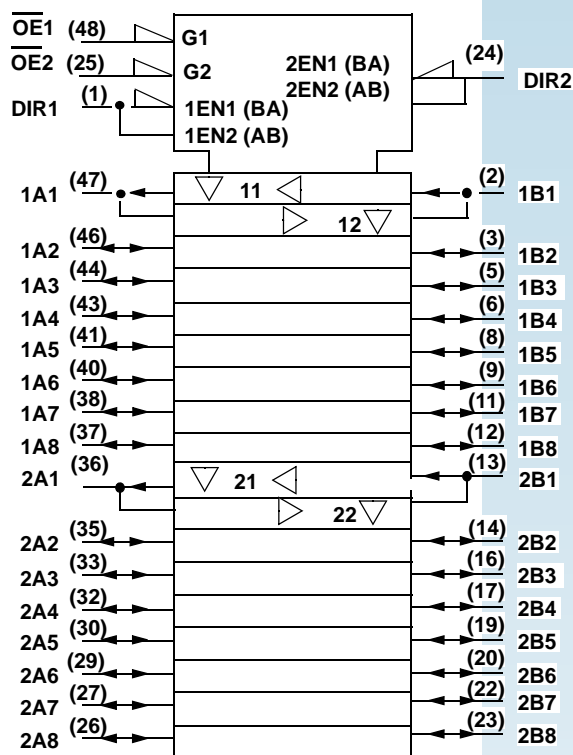 OE1 (48) G1
OE2 (25) G2 2EN1 (BA) (24) DIR2
DIR1 (1) 1EN1 (BA) 2EN2 (AB)
1EN2 (AB)
1A1 (47) 11 (2) 1B1
12
1A2 (46) (3) 1B2
1A3 (44) (5) 1B3
1A4 (43) (6) 1B4
1A5 (41) (8) 1B5
1A6 (40) (9) 1B6
1A7 (38) (11) 1B7
1A8 (37) (12) 1B8
2A1 (36) 21 (13) 2B1
22
2A2 (35) (14) 2B2
2A3 (33) (16) 2B3
2A4 (32) (17) 2B4
2A5 (30) (19) 2B5
2A6 (29) (20) 2B6
2A7 (27) (22) 2B7
2A8 (26) (23) 2B8